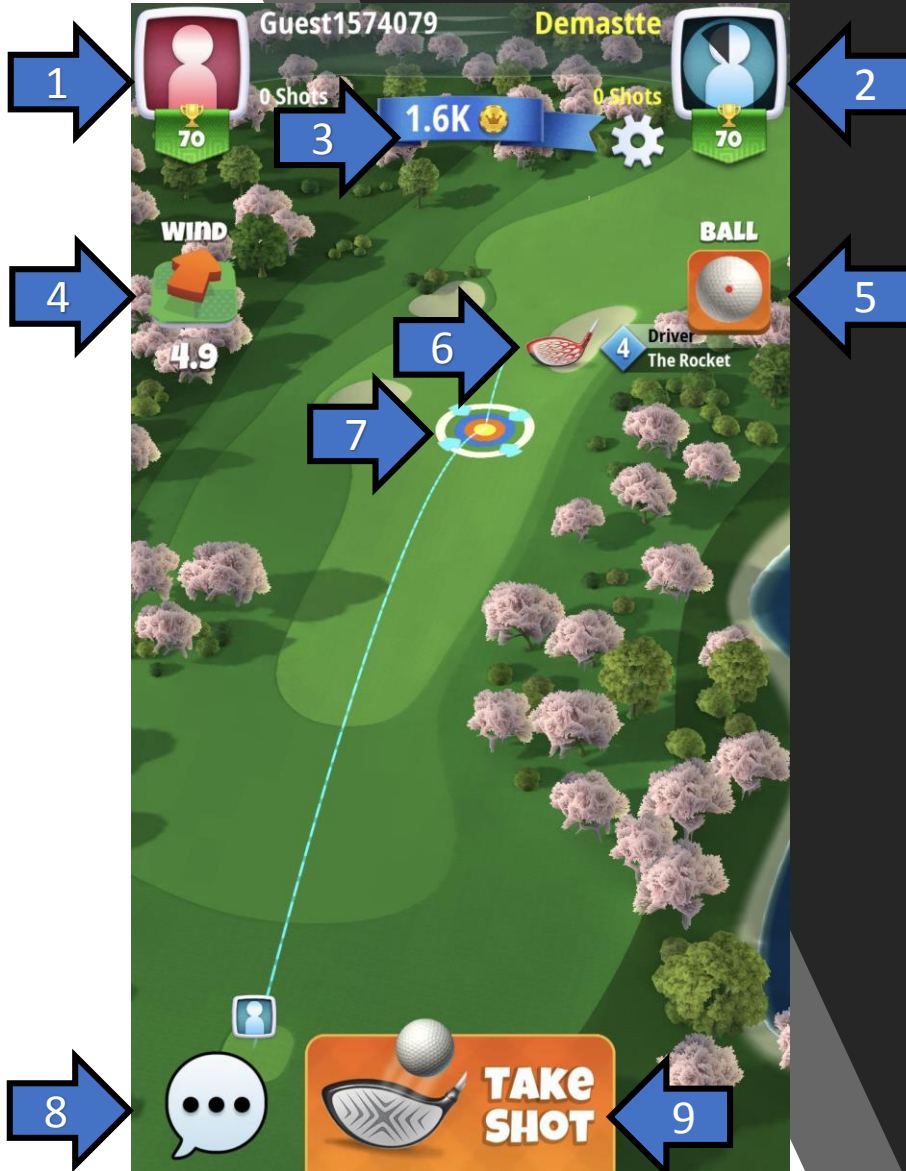 Guest1574079
Demastte
1
2
0 Shots
0 Shots
3
1.6K
70
70
WIND
BALL
4
5
4.9
6
4
Driver
The Rocket
7
8
TAKE
SHOT
9